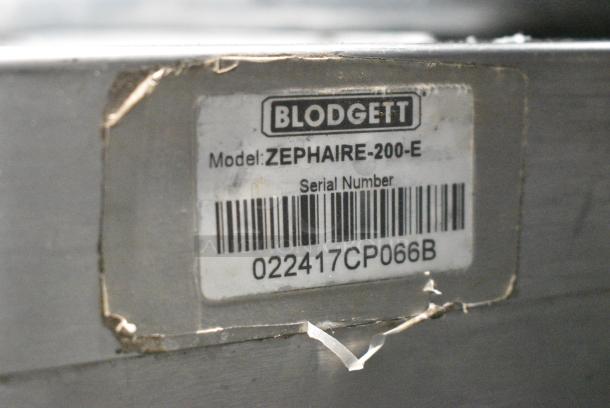 BLODGETT
Model: ZEPHAIRE-200-E
Serial Number
022417CP066B